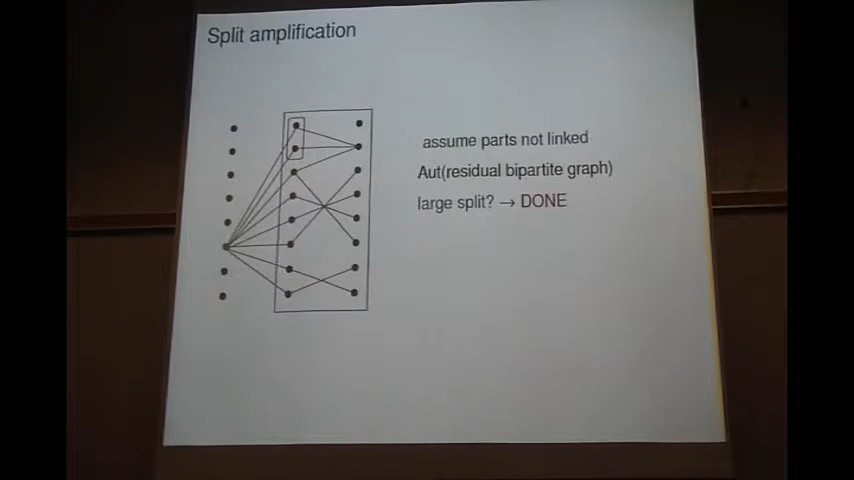 Split amplification
assume parts not linked
Aut(residual bipartite graph)
large split? → DONE